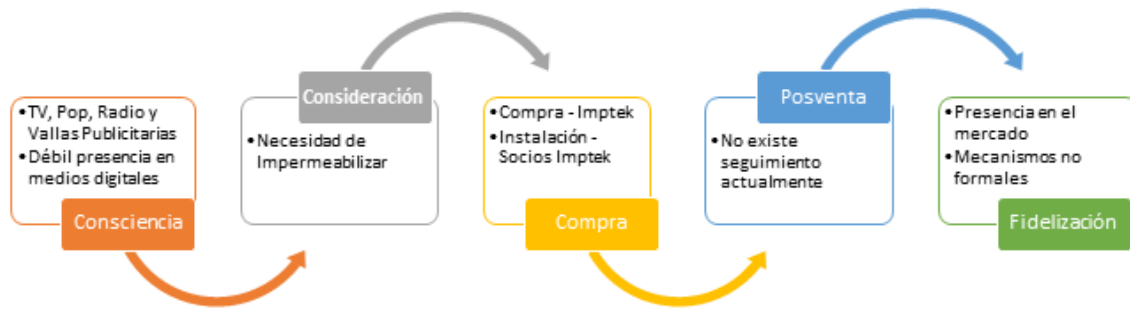 •TV, Pop, Radio y
Vallas Publicitarias
•Débil presencia en
medios digitales
Consciencia
Consideración
•Necesidad de
Impermeabilizar
•Compra - Imptek
•Instalación -
Socios Imptek
Compra
Posventa
•No existe
seguimiento
actualmente
•Presencia en el
mercado
•Mecanismos no
formales
Fidelización